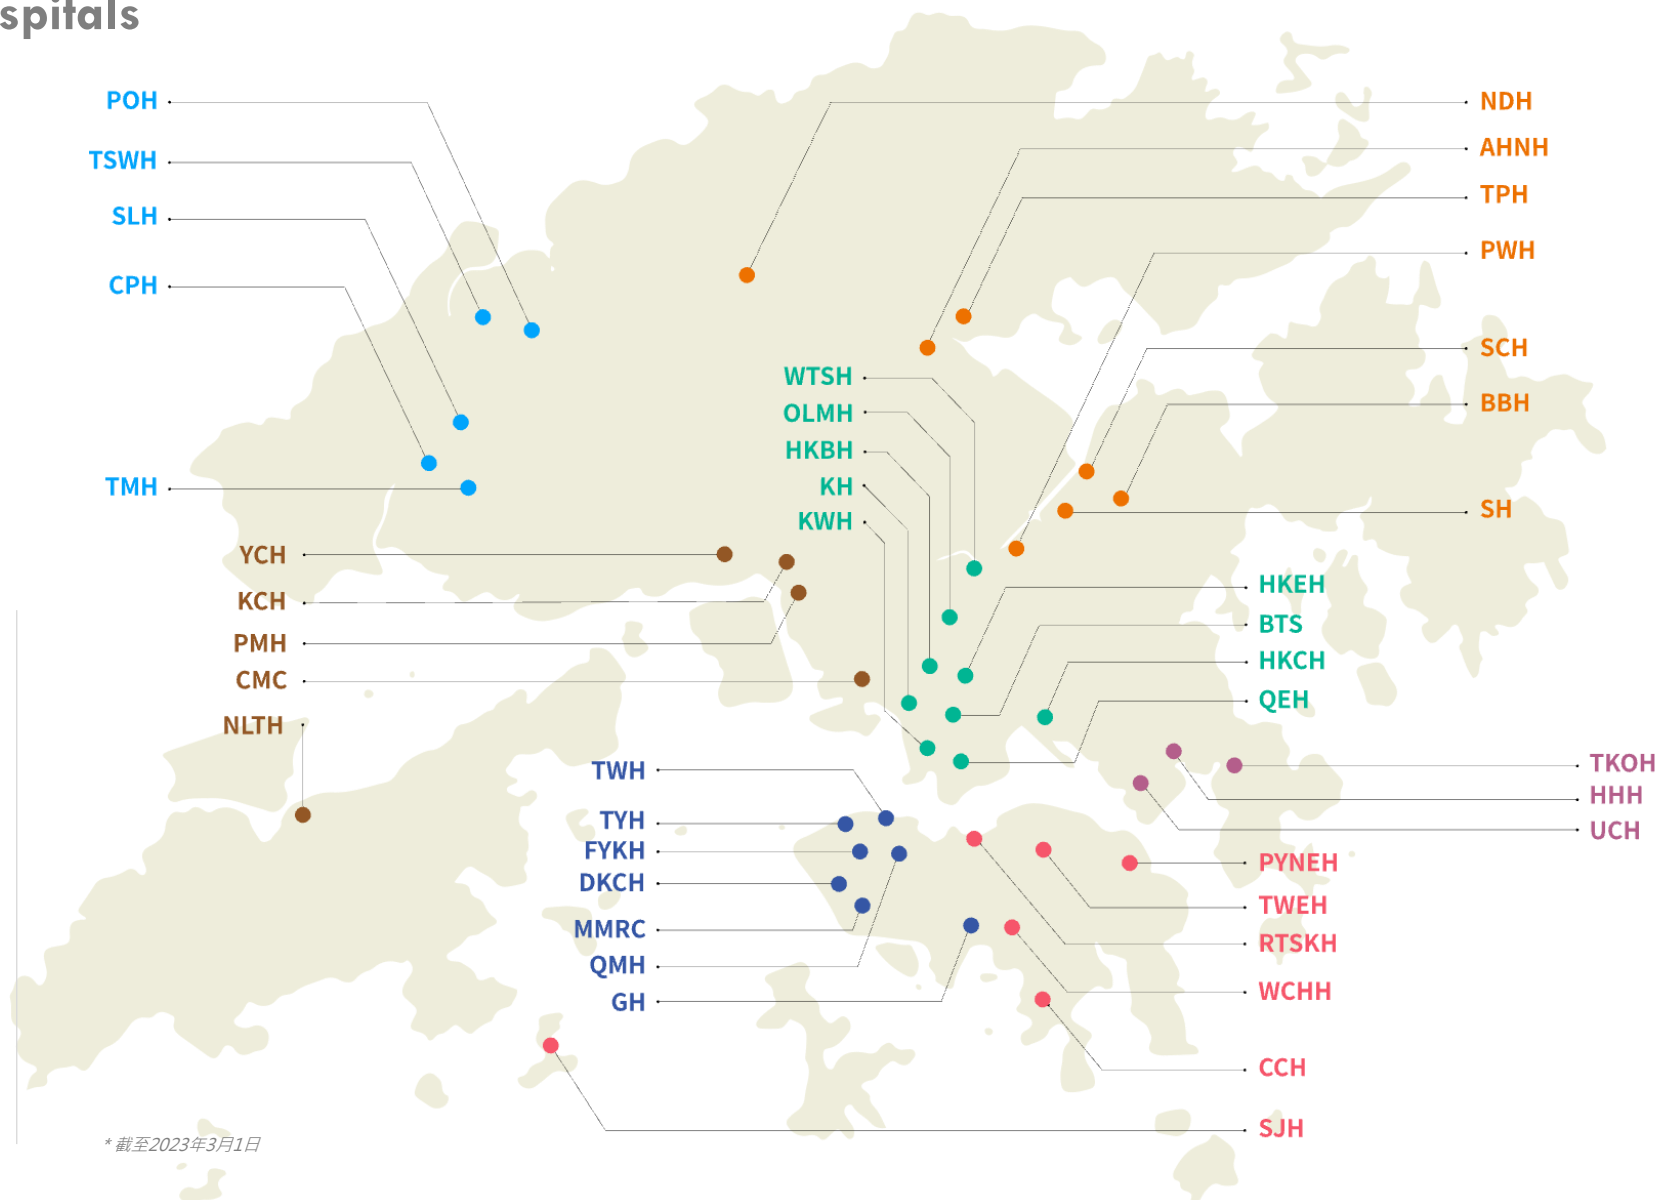 spitals
POH
TSWH
SLH
CPH
TMH
NDH
AHNH
TPH
PWH
SCH
BBH
SH
WTSH
OLMH
HKBH
KH
KWH
YCH
KCH
PMH
CMC
NLTH
HKEH
BTS
HKCH
QEH
TWH
TYH
FYKH
DKCH
MMRC
QMH
GH
TKOH
HHH
UCH
PYNEH
TWEH
RTSKH
WCHH
CCH
SJH
* 截至2023年3月1日